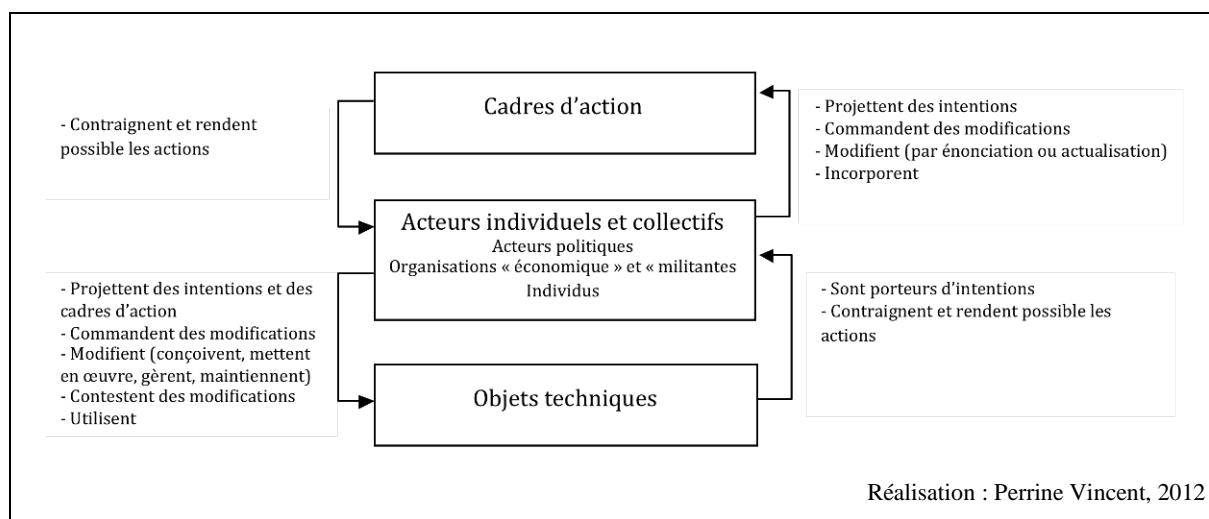 Cadres d'action
- Contraignent et rendent
possible les actions
- Projettent des intentions
- Commandent des modifications
- Modifient (par énonciation ou actualisation)
- Incorporent
Acteurs individuels et collectifs
Acteurs politiques
Organisations « économique » et « militantes
Individus
- Projettent des intentions et des
cadres d'action
- Commandent des modifications
- Modifient (conçoivent, mettent
en œuvre, gèrent, maintiennent)
- Contestent des modifications
- Utilisent
- Sont porteurs d'intentions
- Contraignent et rendent possible les
actions
Objets techniques
Réalisation : Perrine Vincent, 2012